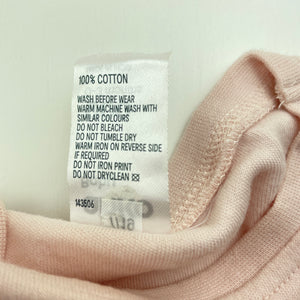 100% COTTON
WASH BEFORE WEAR
WARM MACHINE WASH WITH
SIMILAR COLOURS
DO NOT BLEACH
DO NOT TUMBLE DRY
WARM IRON ON REVERSE SIDE
IF REQUIRED
DO NOT IRON PRINT
DO NOT DRYCLEAN
143506